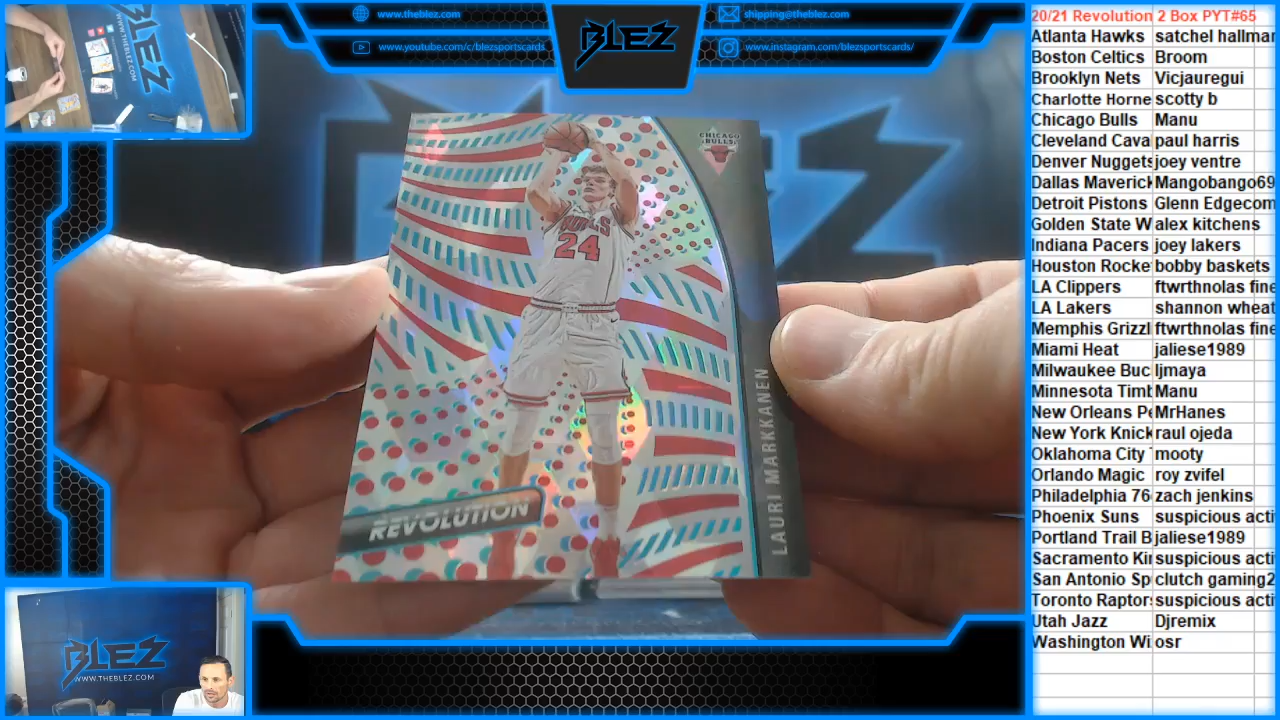 www.theblez.com
shipping@theblez.com
www.youtube.com/c/blezsportscards
www.instagram.com/blezsportscards/
BLEZ
CHICAGO
BULLS
BULLS
24
REVOLUTION
LAURI MARKKANEN
BLEZ
WWW.THEBLEZ.COM
BLEZ
WWW.THEBLEZ.COM
20/21 Revolution 2 Box PYT#65
Atlanta Hawks satchel hallmar
Boston Celtics Broom
Brooklyn Nets Vicjauregui
Charlotte Horne scotty b
Chicago Bulls Manu
Cleveland Cava paul harris
Denver Nuggets joey ventre
Dallas Maverick Mangobango69
Detroit Pistons Glenn Edgecom
Golden State W alex kitchens
Indiana Pacers joey lakers
Houston Rocke bobby baskets
LA Clippers ftwrthnolas fine
LA Lakers shannon wheat
Memphis Grizzl ftwrthnolas fine
Miami Heat jaliese1989
Milwaukee Buc ljmaya
Minnesota Timb Manu
New Orleans Pe MrHanes
New York Knick raul ojeda
Oklahoma City mooty
Orlando Magic roy zvifel
Philadelphia 76 zach jenkins
Phoenix Suns suspicious acti
Portland Trail B jaliese1989
Sacramento Kin suspicious acti
San Antonio Sp clutch gaming2
Toronto Raptors suspicious acti
Utah Jazz Djremix
Washington Wi osr